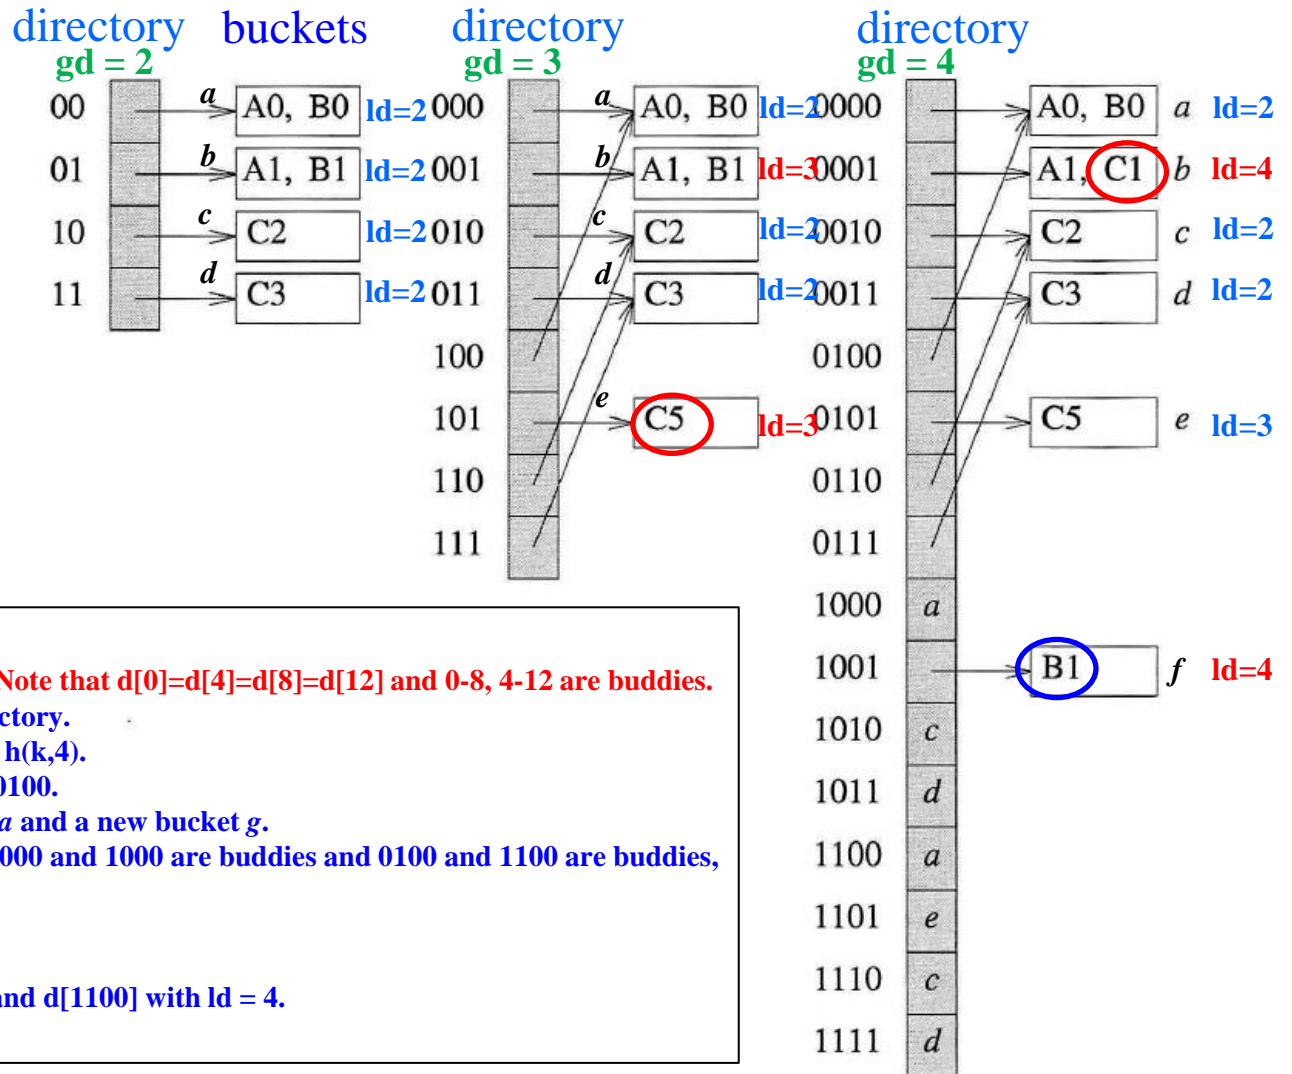 directory buckets directory directory
gd = 2 gd = 3 gd = 4
00 a A0, B0 ld=2 000 a A0, B0 ld=2 0000 A0, B0 a ld=2
01 b A1, B1 ld=2 001 b A1, B1 ld=3 0001 A1, C1 b ld=4
10 c C2 ld=2 010 c C2 ld=2 0010 C2 c ld=2
11 d C3 ld=2 011 d C3 ld=2 0011 C3 d ld=2
100 0100
101 e C5 ld=3 0101 C5 e ld=3
110 0110
111 0111
1000 a
Note that d[0]=d[4]=d[8]=d[12] and 0-8, 4-12 are buddies. 1001 B1 f ld=4
ctory.
h(k,4). 1010 c
0100. 1011 d
a and a new bucket g.
000 and 1000 are buddies and 0100 and 1100 are buddies, 1100 a
1101 e
and d[1100] with ld = 4. 1110 c
1111 d